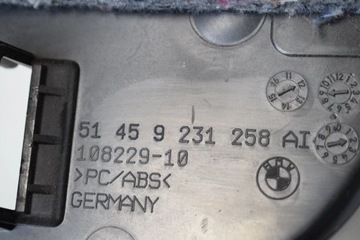 51 45 9 231 258 AI
108229-10
>PC/ABS<
GERMANY